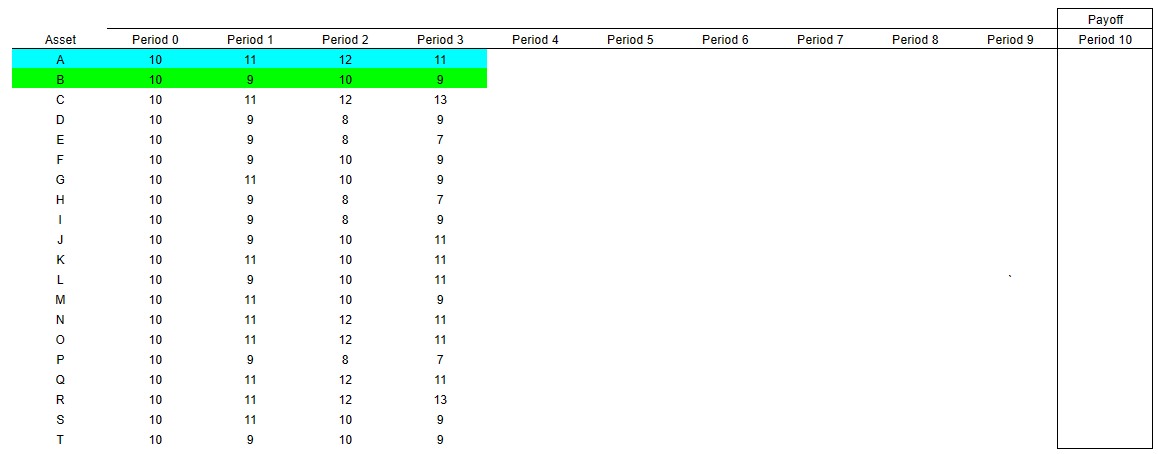 Payoff
Asset Period 0 Period 1 Period 2 Period 3 Period 4 Period 5 Period 6 Period 7 Period 8 Period 9 Period 10
A 10 11 12 11
B 10 9 10 9
C 10 11 12 13
D 10 9 8 9
E 10 9 8 7
F 10 9 10 9
G 10 11 10 9
H 10 9 8 7
I 10 9 8 9
J 10 9 10 11
K 10 11 10 11
L 10 9 10 11 `
M 10 11 10 9
N 10 11 12 11
O 10 11 12 11
P 10 9 8 7
Q 10 11 12 11
R 10 11 12 13
S 10 11 10 9
T 10 9 10 9